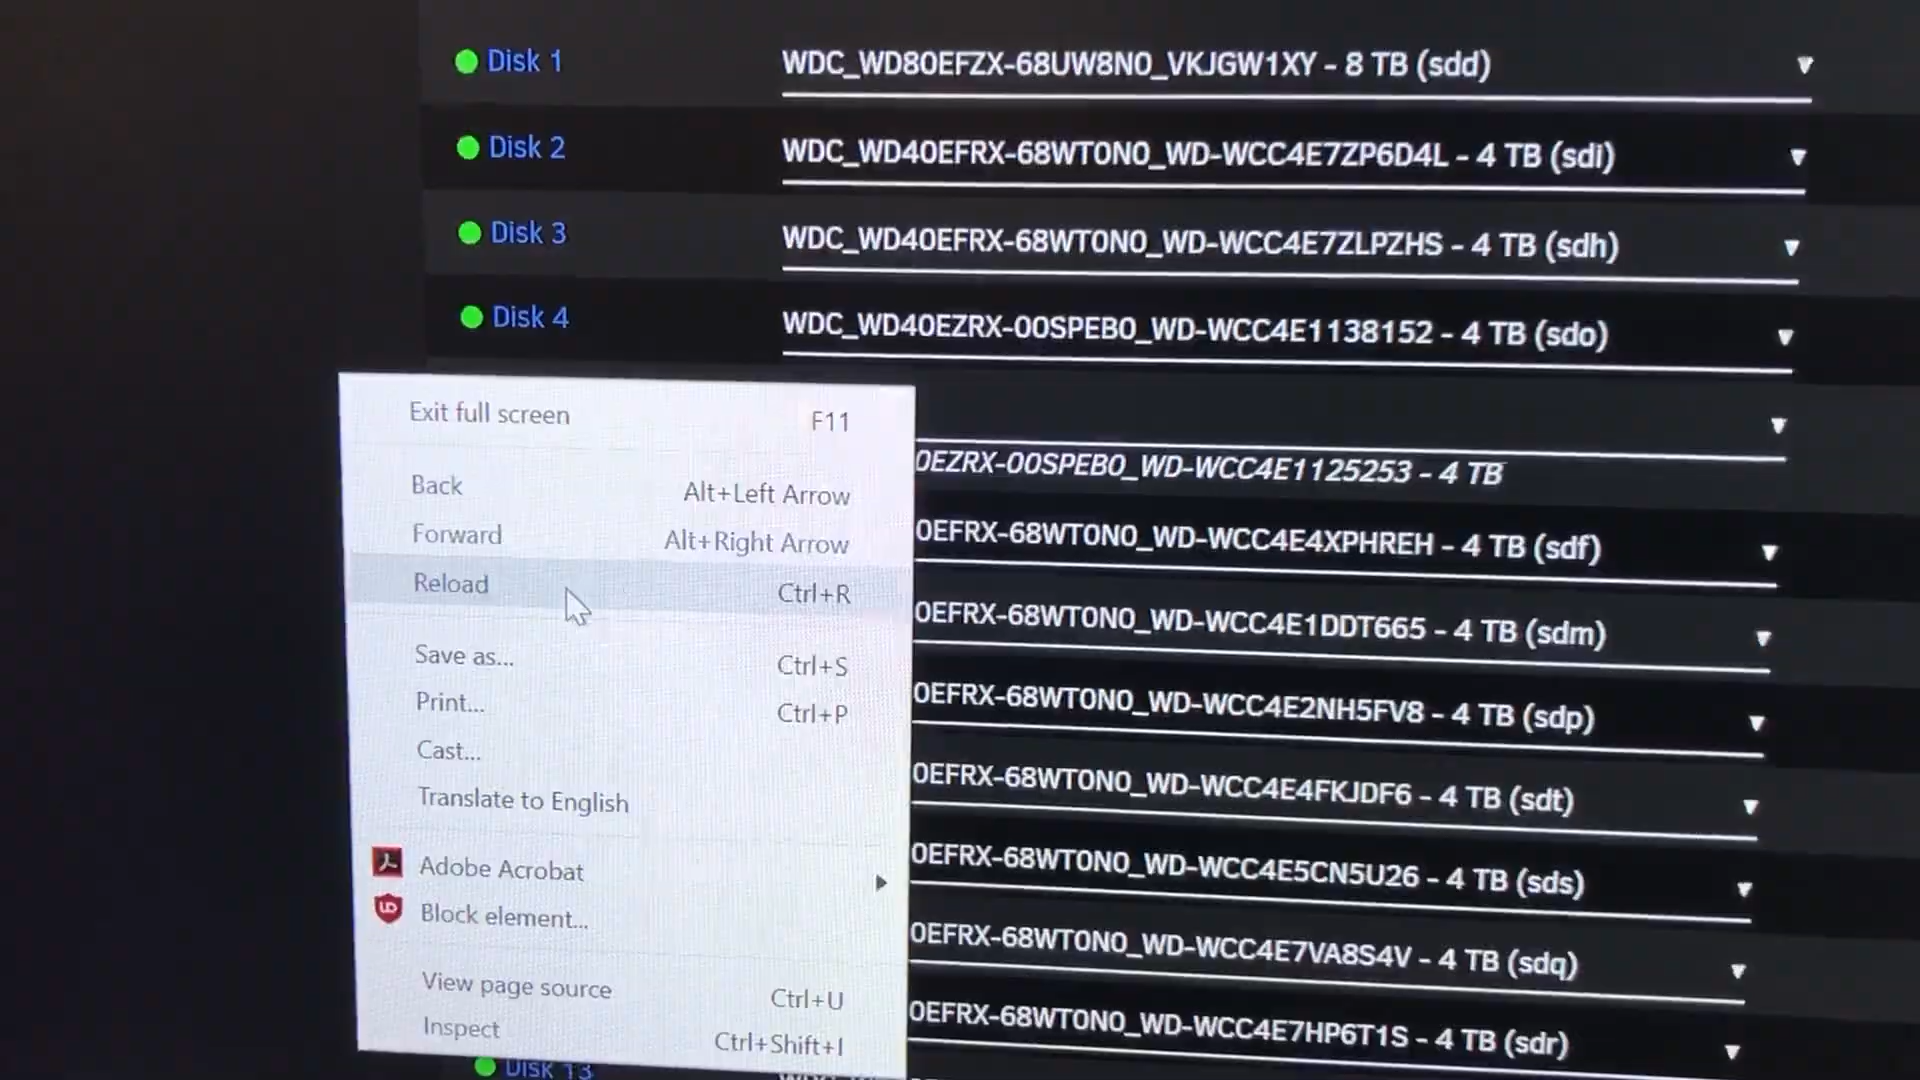 Disk 1 WDC_WD80EFZX-68UW8N0_VKJGW1XY - 8 TB (sdd)
Disk 2 WDC_WD40EFRX-68WT0N0_WD-WCC4E7ZP6D4L - 4 TB (sdi)
Disk 3 WDC_WD40EFRX-68WT0N0_WD-WCC4E7ZLPZHS - 4 TB (sdh)
Disk 4 WDC_WD40EZRX-00SPEB0_WD-WCC4E1138152 - 4 TB (sdo)
Exit full screen F11
Back Alt+Left Arrow
Forward Alt+Right Arrow
Reload Ctrl+R
Save as... Ctrl+S
Print... Ctrl+P
Cast...
Translate to English
Adobe Acrobat
Block element...
View page source Ctrl+U
Inspect Ctrl+Shift+I
0EZRX-00SPEB0_WD-WCC4E1125253 - 4 TB
0EFRX-68WT0N0_WD-WCC4E4XPHREH - 4 TB (sdf)
0EFRX-68WT0N0_WD-WCC4E1DDT665 - 4 TB (sdm)
0EFRX-68WT0N0_WD-WCC4E2NH5FV8 - 4 TB (sdp)
0EFRX-68WT0N0_WD-WCC4E4FKJDF6 - 4 TB (sdt)
0EFRX-68WT0N0_WD-WCC4E5CN5U26 - 4 TB (sds)
0EFRX-68WT0N0_WD-WCC4E7VA8S4V - 4 TB (sdq)
0EFRX-68WT0N0_WD-WCC4E7HP6T1S - 4 TB (sdr)
Disk 13